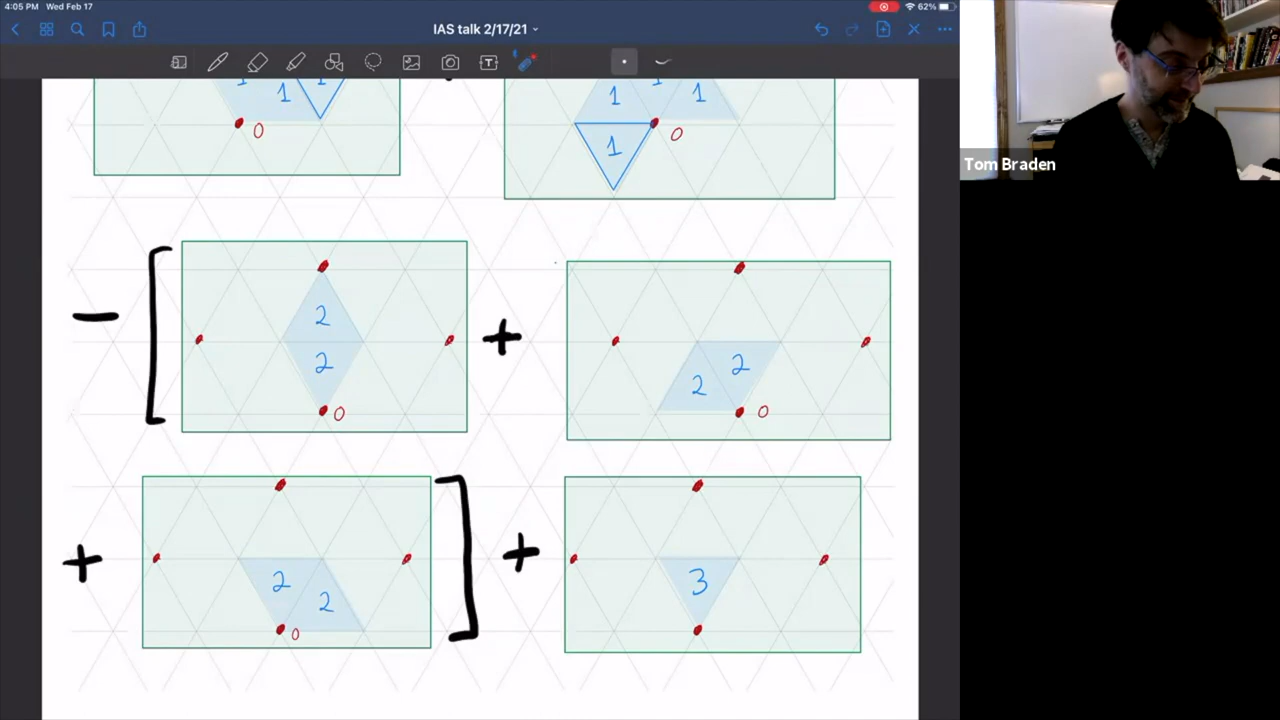 4:05 PM Wed Feb 17
62%
IAS talk 2/17/21
T
1 1 1
0
1 1 1
1
0
− [ 2
2
0
+ 2
2
0
+ 2
2
0
] + 3
Tom Braden